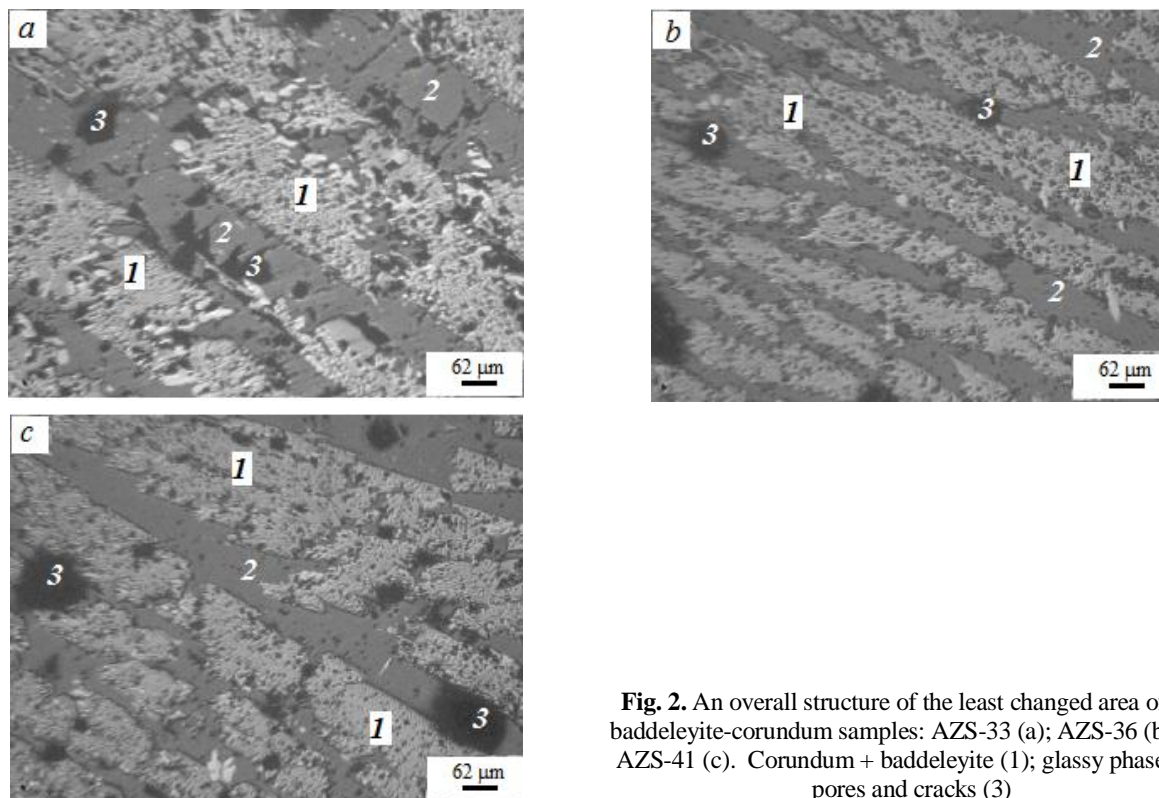 a
2
3
1
2
3
1
62 µm
b
2
1
3
3
1
2
62 µm
c
1
2
3
3
1
62 µm
Fig. 2. An overall structure of the least changed area o
baddeleyite-corundum samples: AZS-33 (a); AZS-36 (b
AZS-41 (c). Corundum + baddeleyite (1); glassy phase
pores and cracks (3)